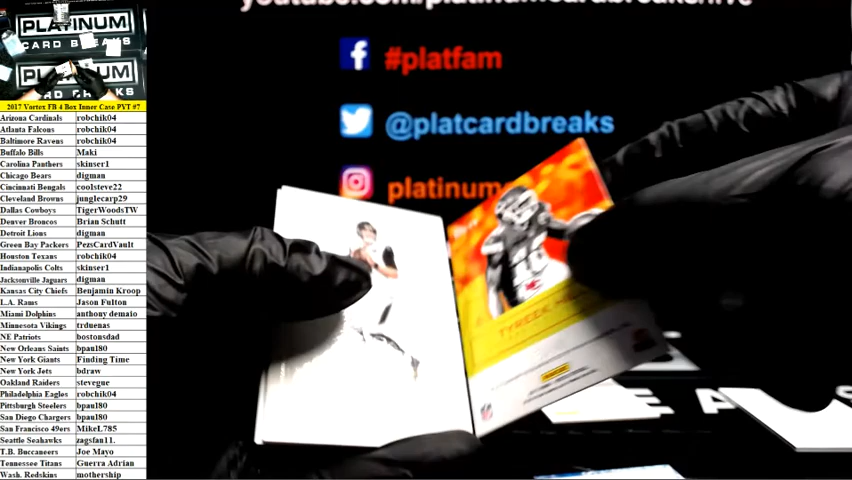 youtube.com/platinumcardbreakslive
#platfam
@platcardbreaks
platinumc
PLATINUM
CARD BREAKS
PLATINUM
2017 Vortex FB 4 Box Inner Case PYT #7
Arizona Cardinals robchik04
Atlanta Falcons robchik04
Baltimore Ravens robchik04
Buffalo Bills Maki
Carolina Panthers skinser1
Chicago Bears digman
Cincinnati Bengals coolsteve22
Cleveland Browns junglecarp29
Dallas Cowboys TigerWoodsTW
Denver Broncos Brian Schutt
Detroit Lions digman
Green Bay Packers PezsCardVault
Houston Texans robchik04
Indianapolis Colts skinser1
Jacksonville Jaguars digman
Kansas City Chiefs Benjamin Kroop
L.A. Rams Jason Fulton
Miami Dolphins anthony demaio
Minnesota Vikings trduenas
NE Patriots bostonsdad
New Orleans Saints bpaul80
New York Giants Finding Time
New York Jets bdraw
Oakland Raiders stevegue
Philadelphia Eagles robchik04
Pittsburgh Steelers bpaul80
San Diego Chargers bpaul80
San Francisco 49ers MikeL785
Seattle Seahawks zagsfan11.
T.B. Buccaneers Joe Mayo
Tennessee Titans Guerra Adrian
Wash. Redskins mothership
TYREEK